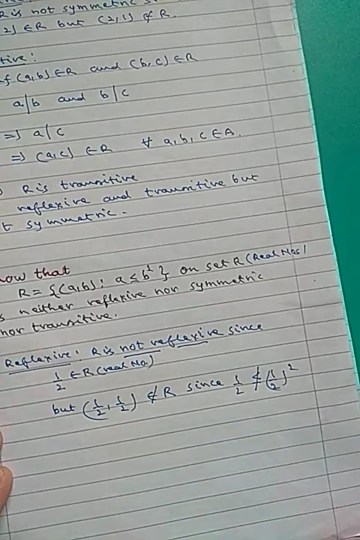 R is not symmetric s
2) ∈ R but (2,1) ∉ R.
tive:
f (a,b) ∈ R and (b,c) ∈ R
a|b and b|c
⇒ a|c
⇒ (a,c) ∈ R ∀ a,b,c ∈ A.
R is transitive
reflexive and transitive but
t symmetric.
how that
R = {(a,b): a ≤ b²} on set R (Real Nos)
s neither reflexive nor symmetric
nor transitive.
Reflexive: R is not reflexive since
1/2 ∈ R (real No.)
but (1/2, 1/2) ∉ R since 1/2 ≰ (1/2)²